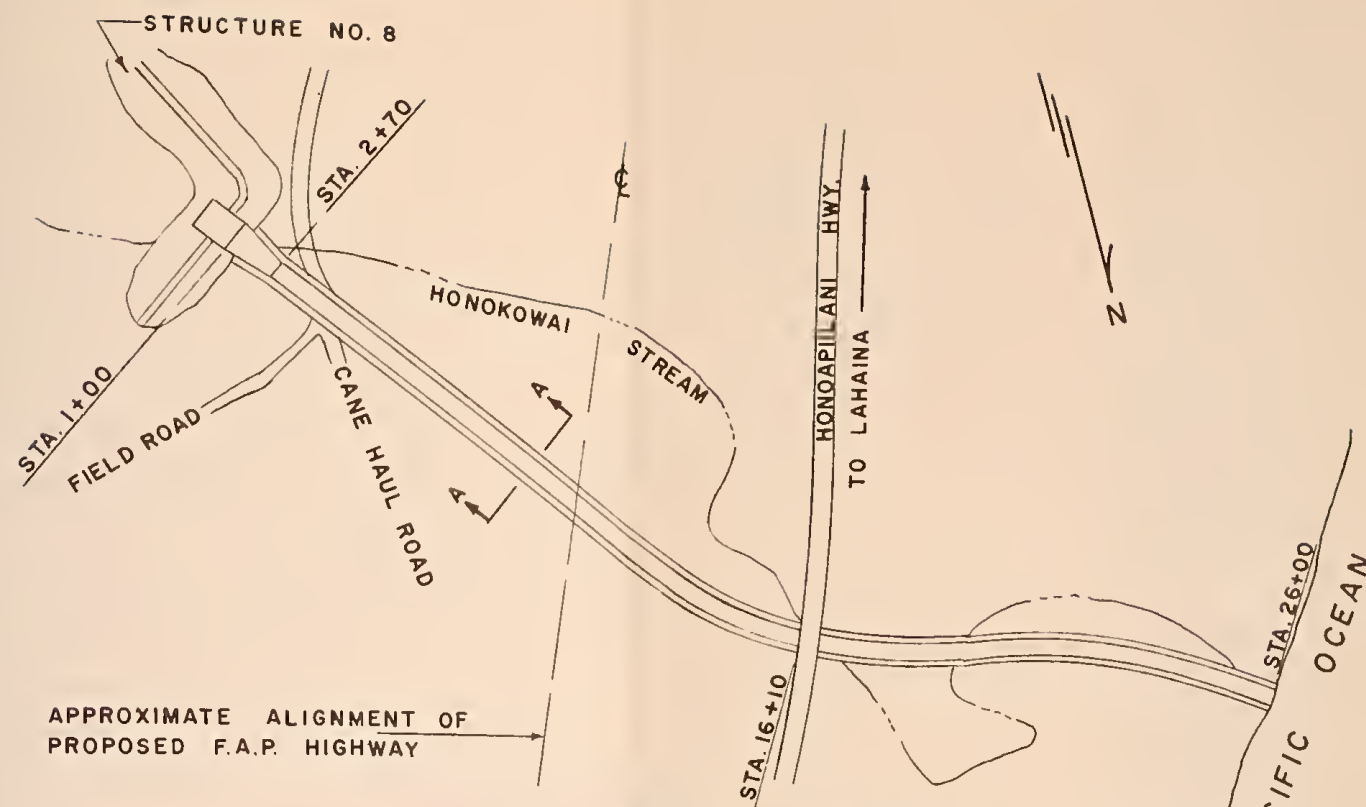 STRUCTURE NO. 8
STA. 2+70
℄
HONOKOWAI
STREAM
HONOAPIILANI HWY.
TO LAHAINA
N
STA. 1+00
FIELD ROAD
CANE HAUL ROAD
A
A
STA. 26+00
OCEAN
APPROXIMATE ALIGNMENT OF
PROPOSED F.A.P. HIGHWAY
STA. 16+10
IFIC